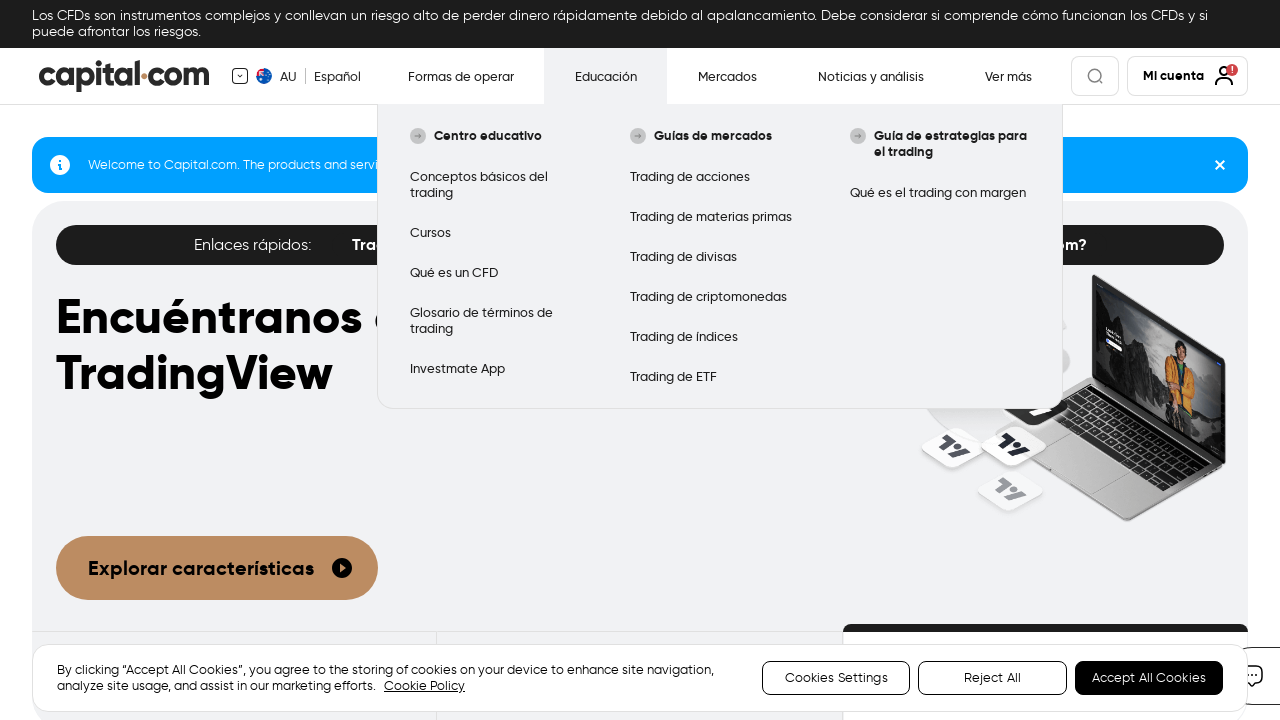 Los CFDs son instrumentos complejos y conllevan un riesgo alto de perder dinero rápidamente debido al apalancamiento. Debe considerar si comprende cómo funcionan los CFDs y si
puede afrontar los riesgos.
capital.com
AU
Español
Formas de operar
Educación
Mercados
Noticias y análisis
Ver más
Mi cuenta
!
Centro educativo
Conceptos básicos del
trading
Cursos
Qué es un CFD
Glosario de términos de
trading
Investmate App
Guías de mercados
Trading de acciones
Trading de materias primas
Trading de divisas
Trading de criptomonedas
Trading de índices
Trading de ETF
Guía de estrategias para
el trading
Qué es el trading con margen
Welcome to Capital.com. The products and servi
Enlaces rápidos:
Encuéntranos
TradingView
Explorar características
By clicking “Accept All Cookies”, you agree to the storing of cookies on your device to enhance site navigation,
analyze site usage, and assist in our marketing efforts. Cookie Policy
Cookies Settings
Reject All
Accept All Cookies